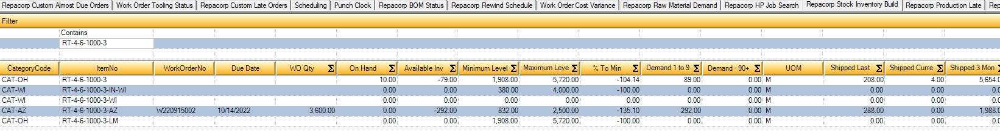 Repacorp Custom Almost Due Orders Work Order Tooling Status Repacorp Custom Late Orders Scheduling Punch Clock Repacorp BOM Status Repacorp Rewind Schedule Work Order Cost Variance Repacorp Raw Material Demand Repacorp HP Job Search Repacorp Stock Inventory Build Repacorp Production Late Rep
Filter
Contains
RT-4-6-1000-3
CategoryCode ItemNo WorkOrderNo Due Date WO Qty Σ On Hand Σ Available Inv Σ Minimum Level Σ Maximum Leve Σ % To Min Σ Demand 1 to 9 Σ Demand - 90+ Σ UOM Shipped Last Σ Shipped Curre Σ Shipped 3 Mon Σ
CAT-OH RT-4-6-1000-3 10.00 -79.00 1,908.00 5,720.00 -104.14 89.00 0.00 M 208.00 4.00 5,654.0
CAT-WI RT-4-6-1000-3-IN-WI 0.00 0.00 380.00 4,000.00 -100.00 0.00 0.00 M 0.00 0.00 0.0
CAT-WI RT-4-6-1000-3-WI 0.00 0.00 0.00 0.00 0.00 0.00 0.00 M 0.00 0.00 0.0
CAT-AZ RT-4-6-1000-3-AZ W220915002 10/14/2022 3,600.00 0.00 -292.00 832.00 2,500.00 -135.10 292.00 0.00 M 288.00 0.00 1,988.0
CAT-OH RT-4-6-1000-3-LM 0.00 0.00 1,908.00 5,720.00 -100.00 0.00 0.00 M 0.00 0.00 0.0